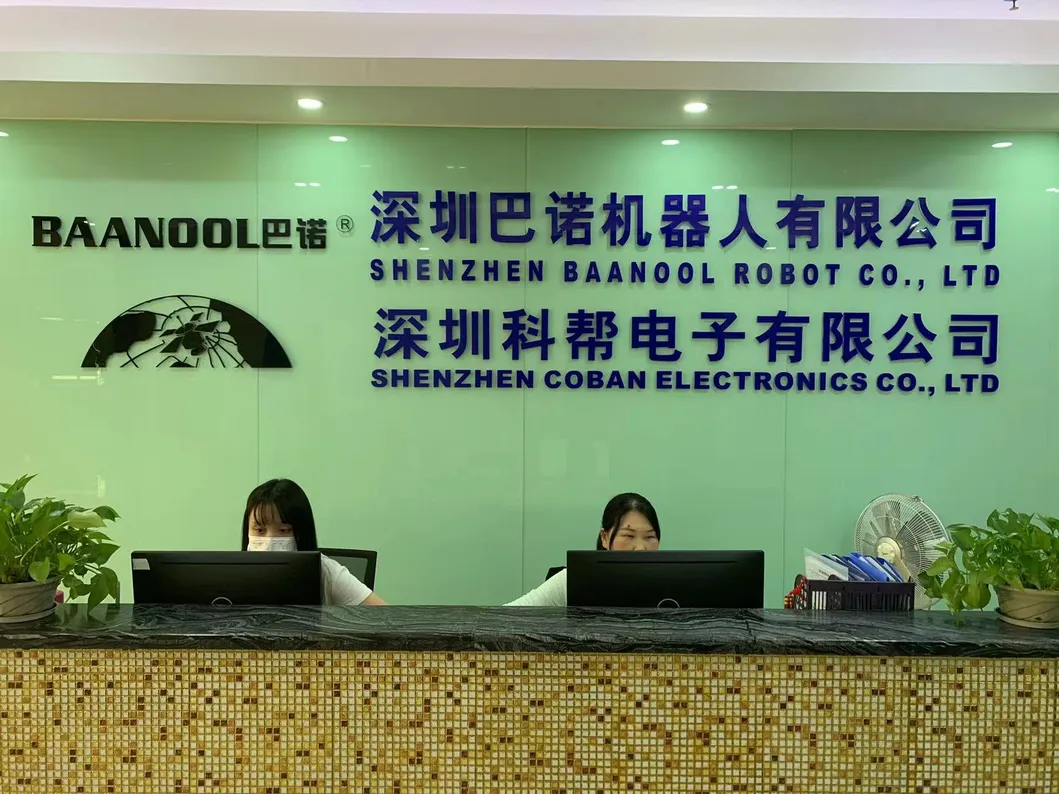 BAANOOL巴诺®
深圳巴诺机器人有限公司
SHENZHEN BAANOOL ROBOT CO., LTD
深圳科帮电子有限公司
SHENZHEN COBAN ELECTRONICS CO., LTD